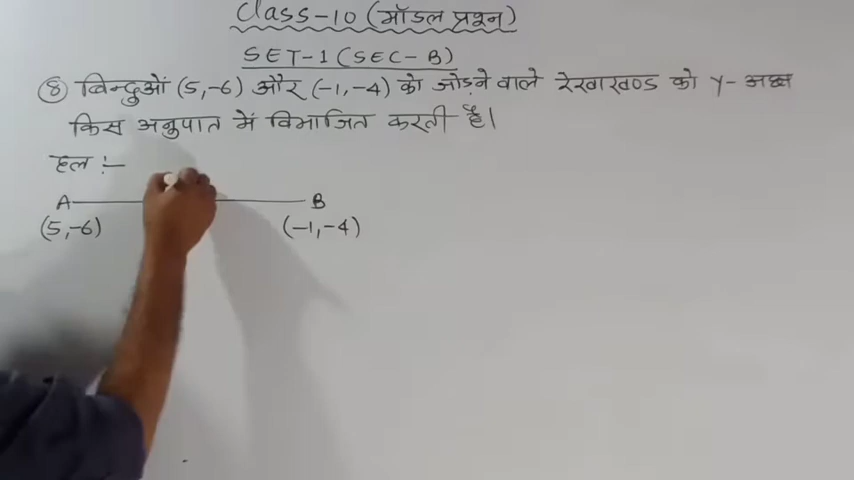 Class-10 (मॉडल प्रश्न)
SET-1 (SEC-B)
⑧ बिन्दुओं (5,-6) और (-1,-4) को जोड़ने वाले रेखाखण्ड को Y-अक्ष
किस अनुपात में विभाजित करती है।
हल :-
A B
(5,-6) (-1,-4)